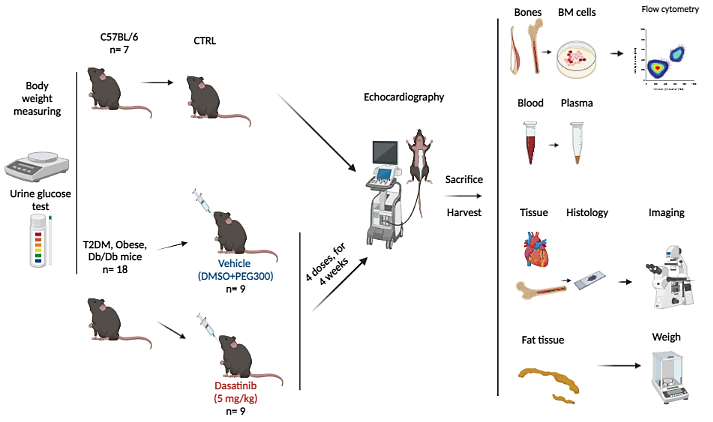 Body
weight
measuring
Urine glucose
test
C57BL/6
n= 7
CTRL
T2DM, Obese,
Db/Db mice
n= 18
Vehicle
(DMSO+PEG300)
n= 9
Dasatinib
(5 mg/kg)
n= 9
4 doses, for
4 weeks
Echocardiography
Sacrifice
Harvest
Bones
BM cells
Flow cytometry
Blood
Plasma
Tissue
Histology
Imaging
Fat tissue
Weigh